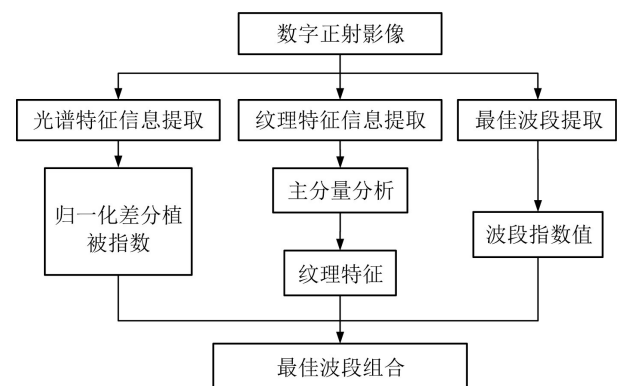 数字正射影像
光谱特征信息提取
纹理特征信息提取
最佳波段提取
归一化差分植
被指数
主分量分析
波段指数值
纹理特征
最佳波段组合